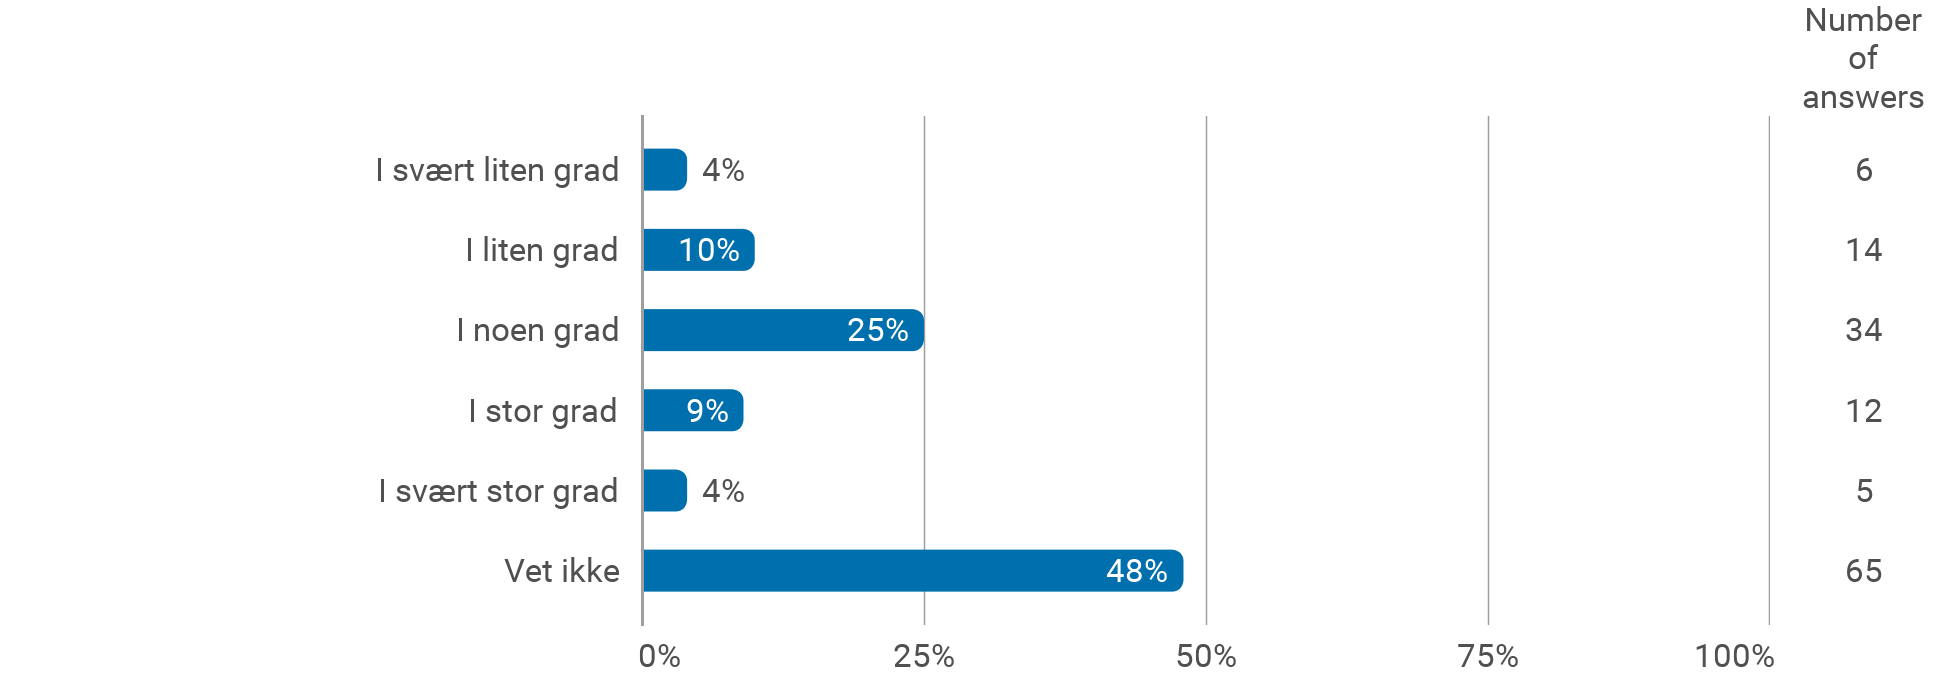 Number
of
answers
I svært liten grad 4% 6
I liten grad 10% 14
I noen grad 25% 34
I stor grad 9% 12
I svært stor grad 4% 5
Vet ikke 48% 65
0% 25% 50% 75% 100%